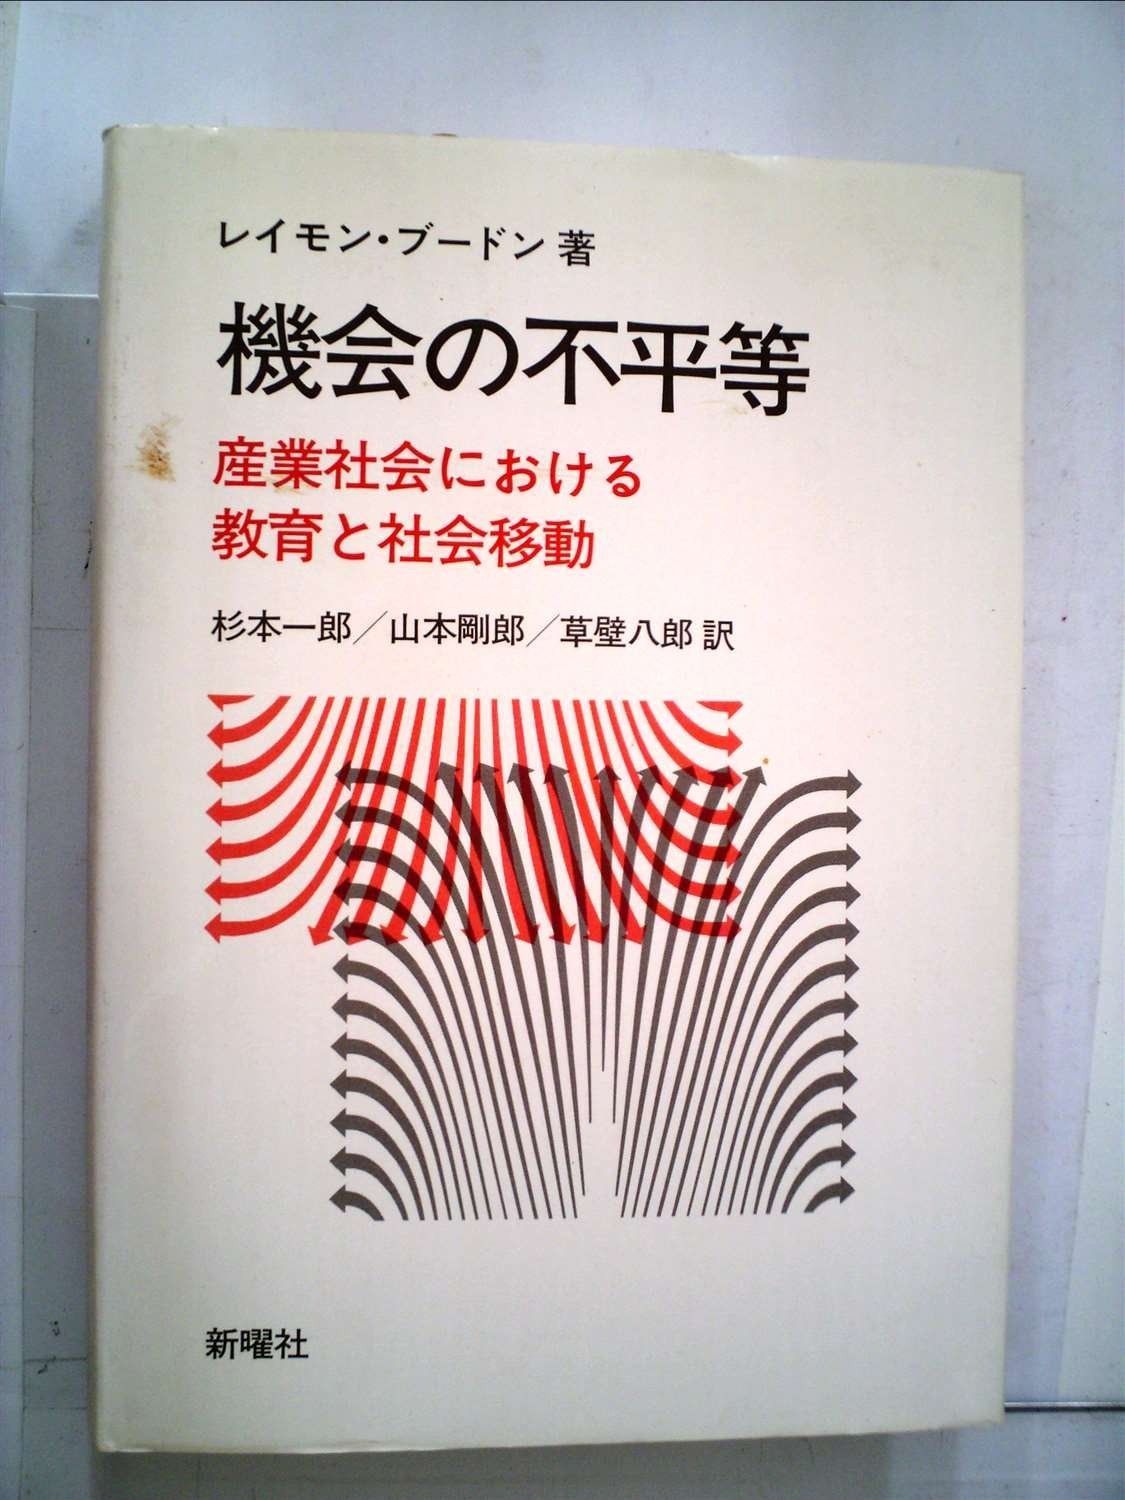 レイモン・ブードン 著
機会の不平等
産業社会における
教育と社会移動
杉本一郎／山本剛郎／草壁八郎 訳
新曜社